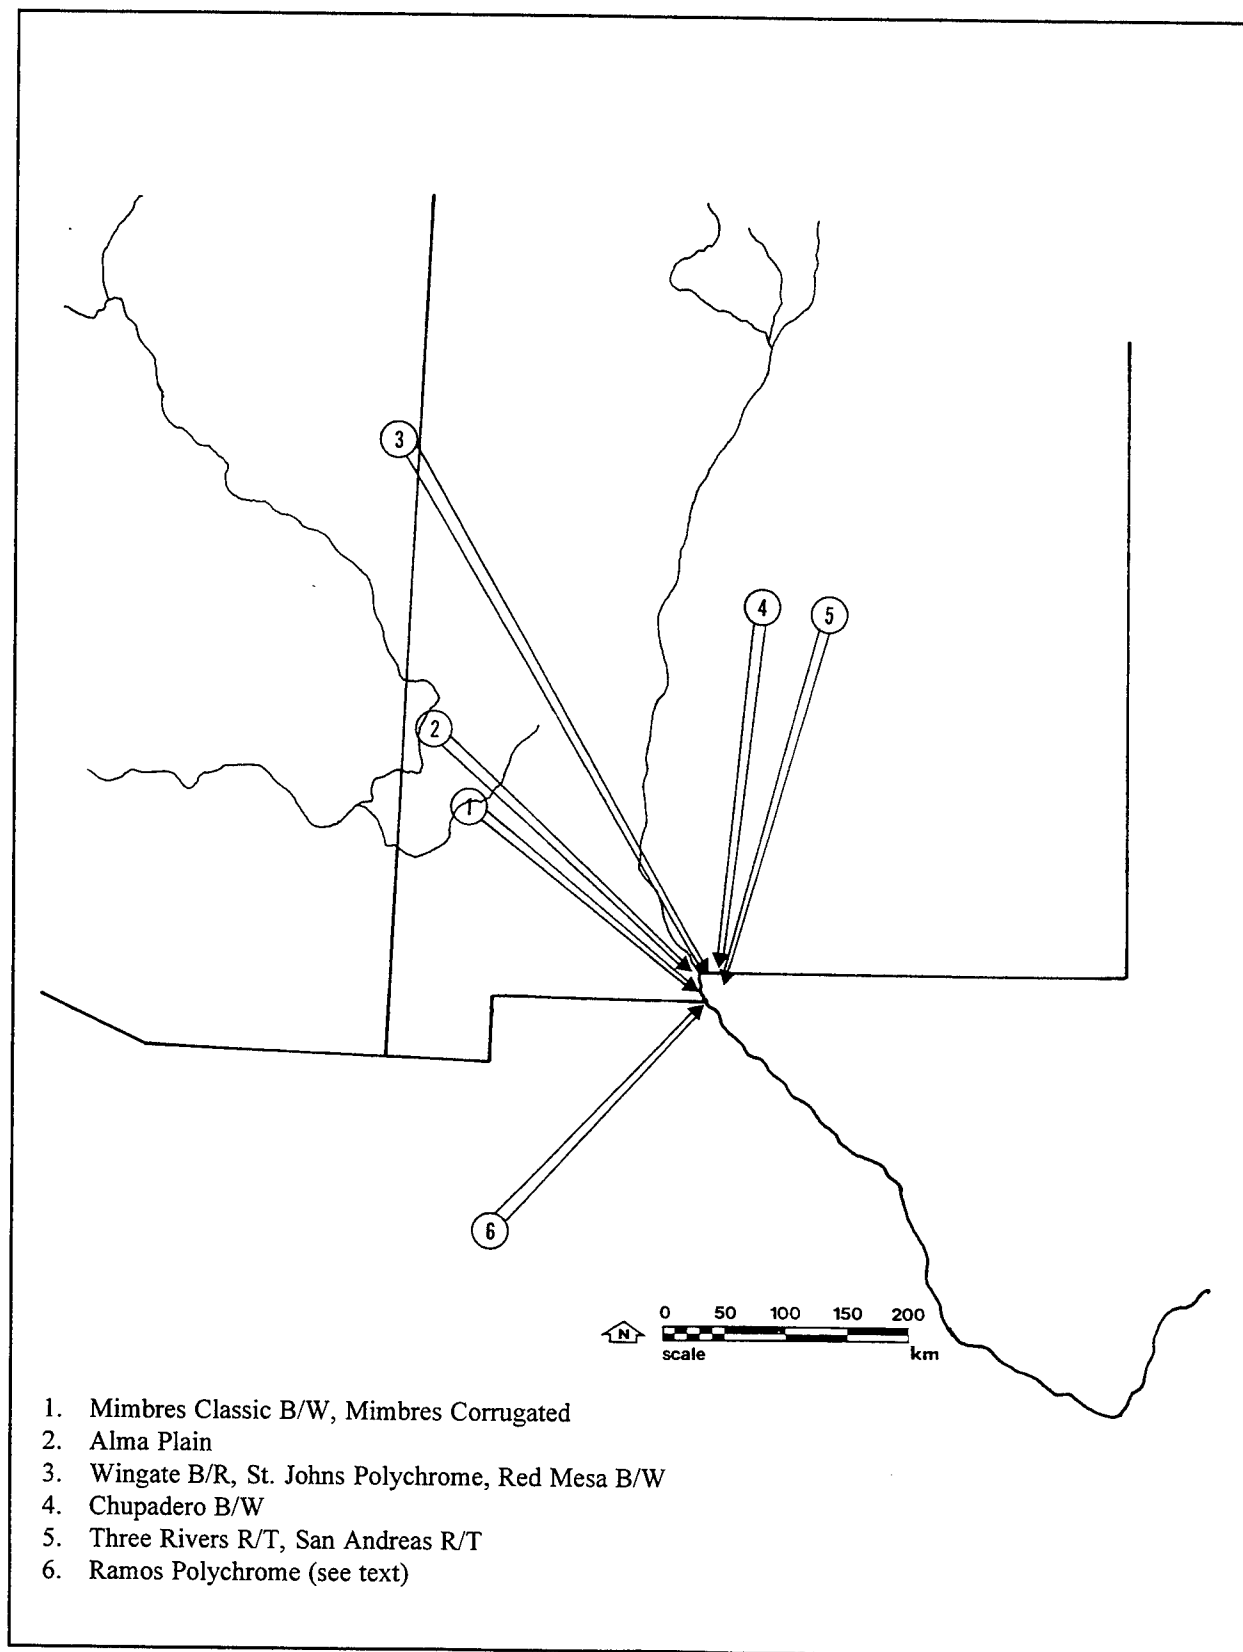 3
4
5
2
1
6
N
0 50 100 150 200
scale km
1. Mimbres Classic B/W, Mimbres Corrugated
2. Alma Plain
3. Wingate B/R, St. Johns Polychrome, Red Mesa B/W
4. Chupadero B/W
5. Three Rivers R/T, San Andreas R/T
6. Ramos Polychrome (see text)